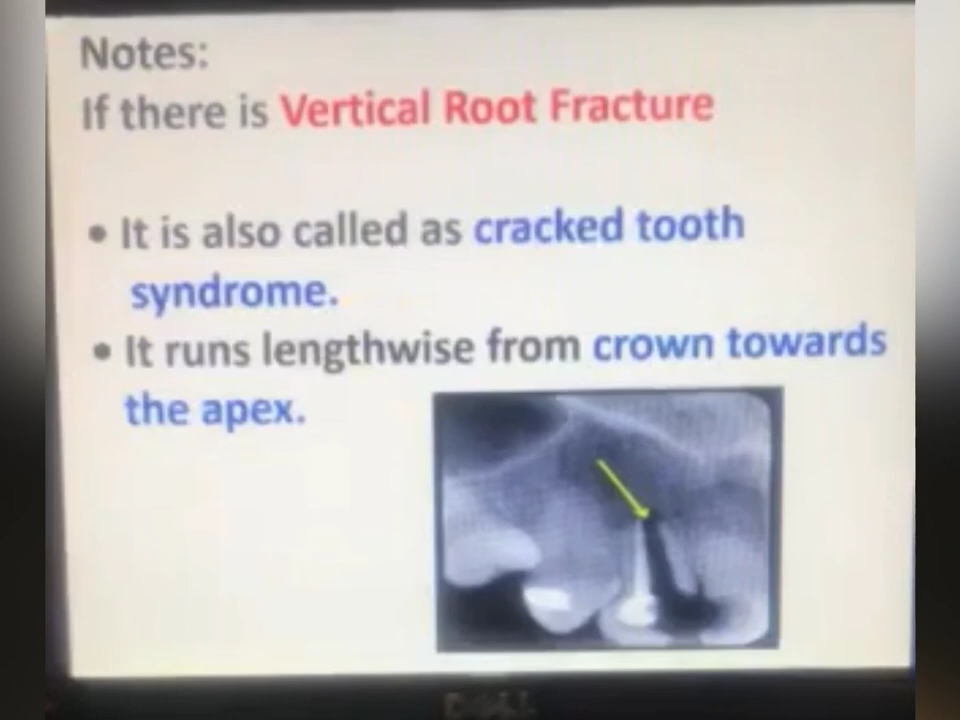 Notes:
If there is Vertical Root Fracture
• It is also called as cracked tooth
syndrome.
• It runs lengthwise from crown towards
the apex.
DELL